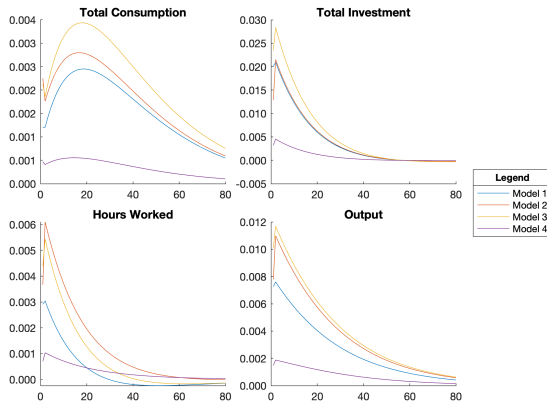 Total Consumption
0.004
0.003
0.003
0.002
0.002
0.001
0.001
0.000
0 20 40 60 80
Total Investment
0.030
0.025
0.020
0.015
0.010
0.005
0.000
-0.005
0 20 40 60 80
Hours Worked
0.006
0.005
0.004
0.003
0.002
0.001
0.000
0 20 40 60 80
Output
0.012
0.010
0.008
0.006
0.004
0.002
0.000
0 20 40 60 80
Legend
Model 1
Model 2
Model 3
Model 4